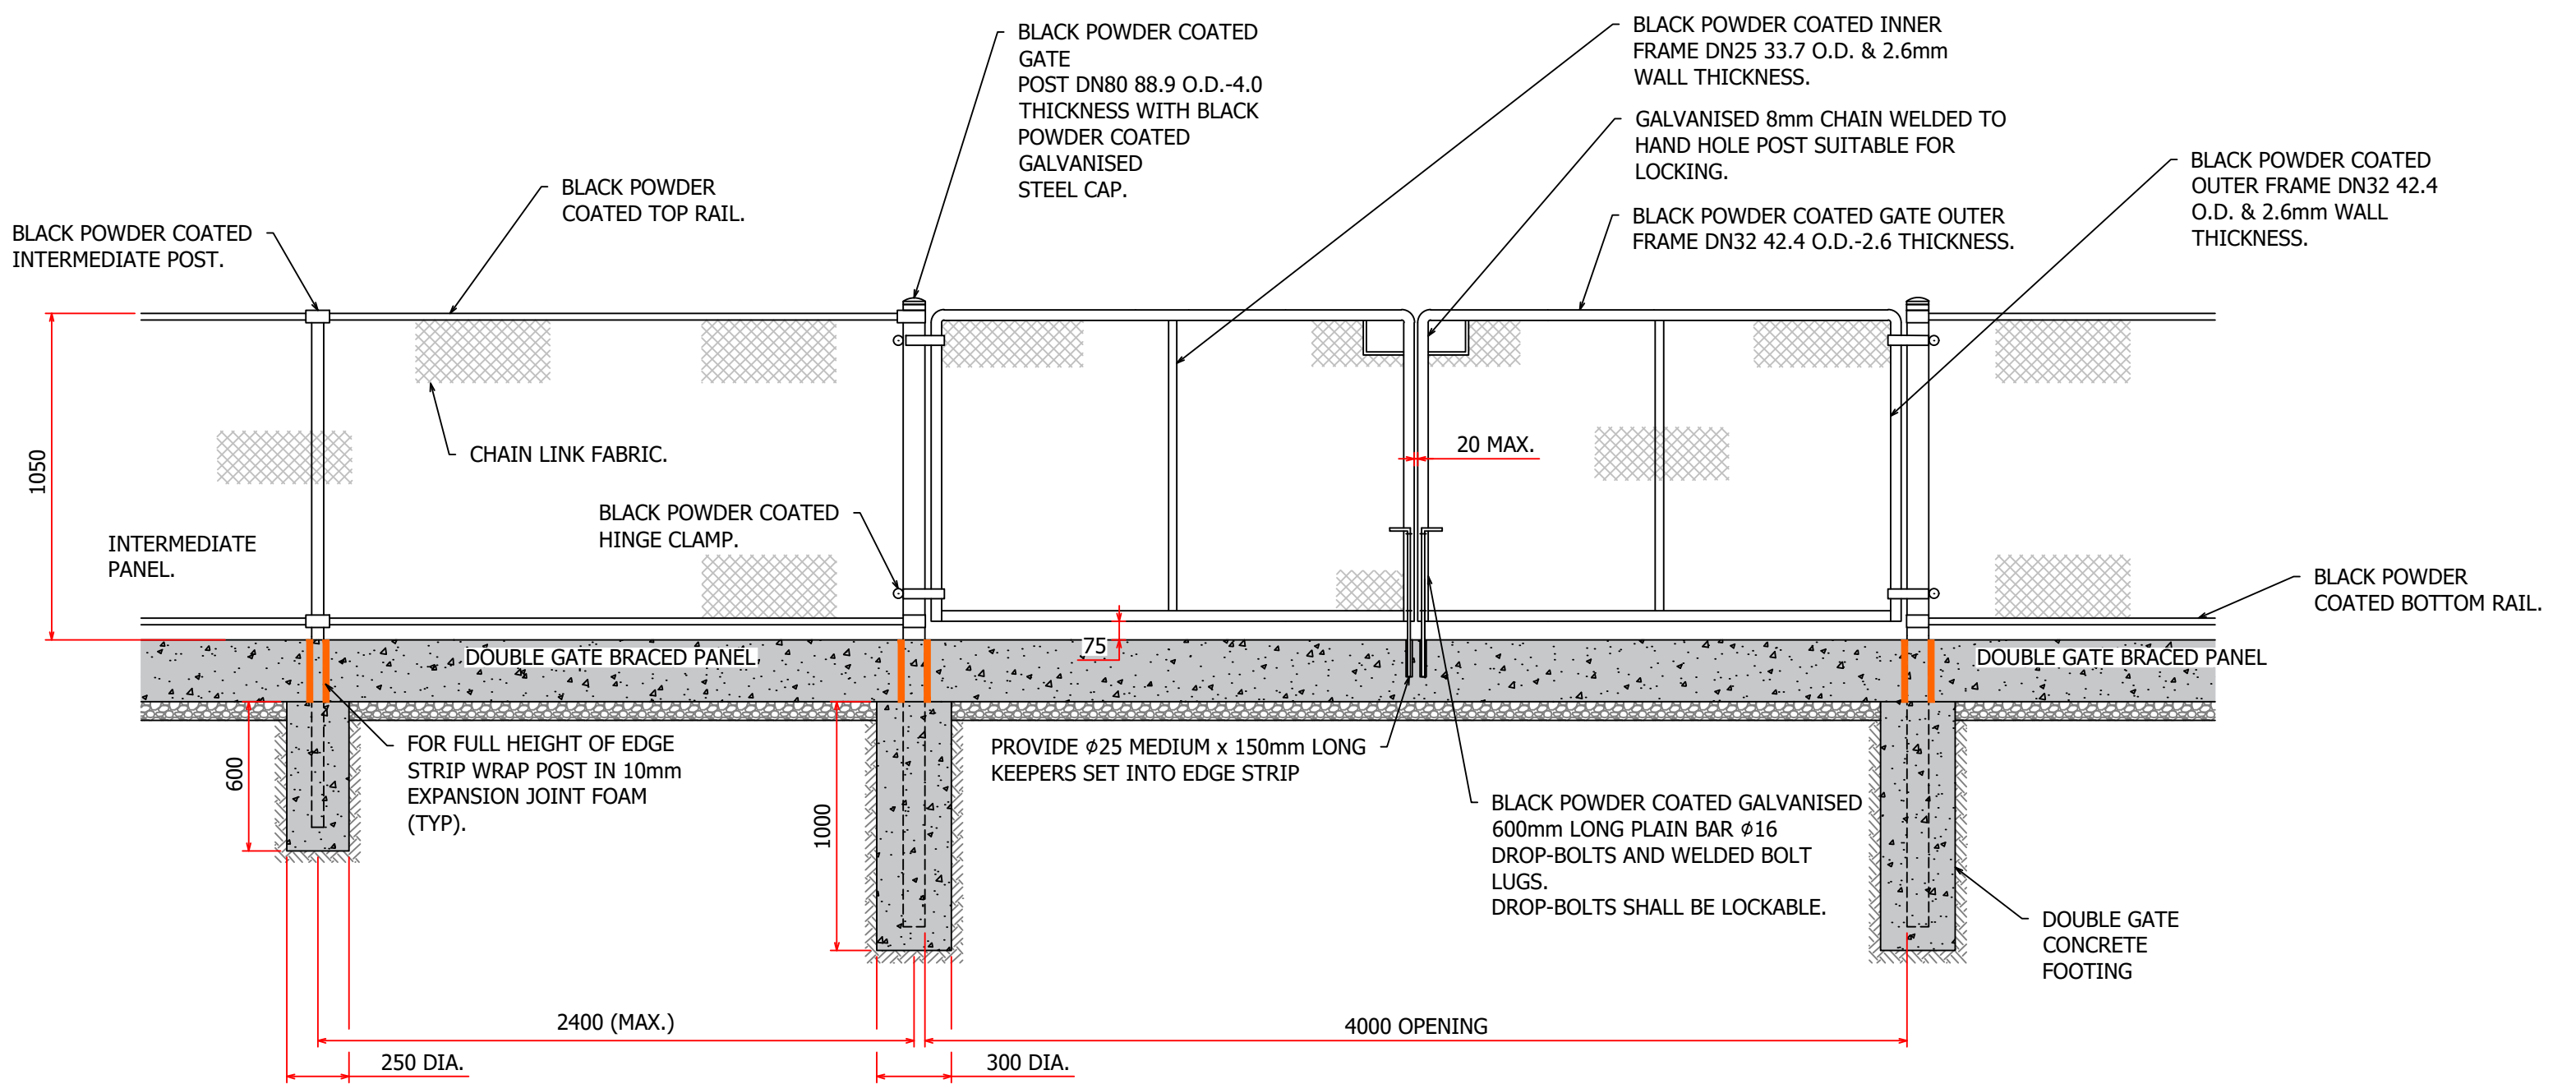 BLACK POWDER COATED
GATE
POST DN80 88.9 O.D.-4.0
THICKNESS WITH BLACK
POWDER COATED
GALVANISED
STEEL CAP.
BLACK POWDER COATED INNER
FRAME DN25 33.7 O.D. & 2.6mm
WALL THICKNESS.
GALVANISED 8mm CHAIN WELDED TO
HAND HOLE POST SUITABLE FOR
LOCKING.
BLACK POWDER COATED
OUTER FRAME DN32 42.4
O.D. & 2.6mm WALL
THICKNESS.
BLACK POWDER
COATED TOP RAIL.
BLACK POWDER COATED GATE OUTER
FRAME DN32 42.4 O.D.-2.6 THICKNESS.
BLACK POWDER COATED
INTERMEDIATE POST.
1050
CHAIN LINK FABRIC.
20 MAX.
BLACK POWDER COATED
HINGE CLAMP.
INTERMEDIATE
PANEL.
BLACK POWDER
COATED BOTTOM RAIL.
75
DOUBLE GATE BRACED PANEL
DOUBLE GATE BRACED PANEL
600
FOR FULL HEIGHT OF EDGE
STRIP WRAP POST IN 10mm
EXPANSION JOINT FOAM
(TYP).
1000
PROVIDE ϕ25 MEDIUM x 150mm LONG
KEEPERS SET INTO EDGE STRIP
BLACK POWDER COATED GALVANISED
600mm LONG PLAIN BAR ϕ16
DROP-BOLTS AND WELDED BOLT
LUGS.
DROP-BOLTS SHALL BE LOCKABLE.
DOUBLE GATE
CONCRETE
FOOTING
2400 (MAX.)
4000 OPENING
250 DIA.
300 DIA.